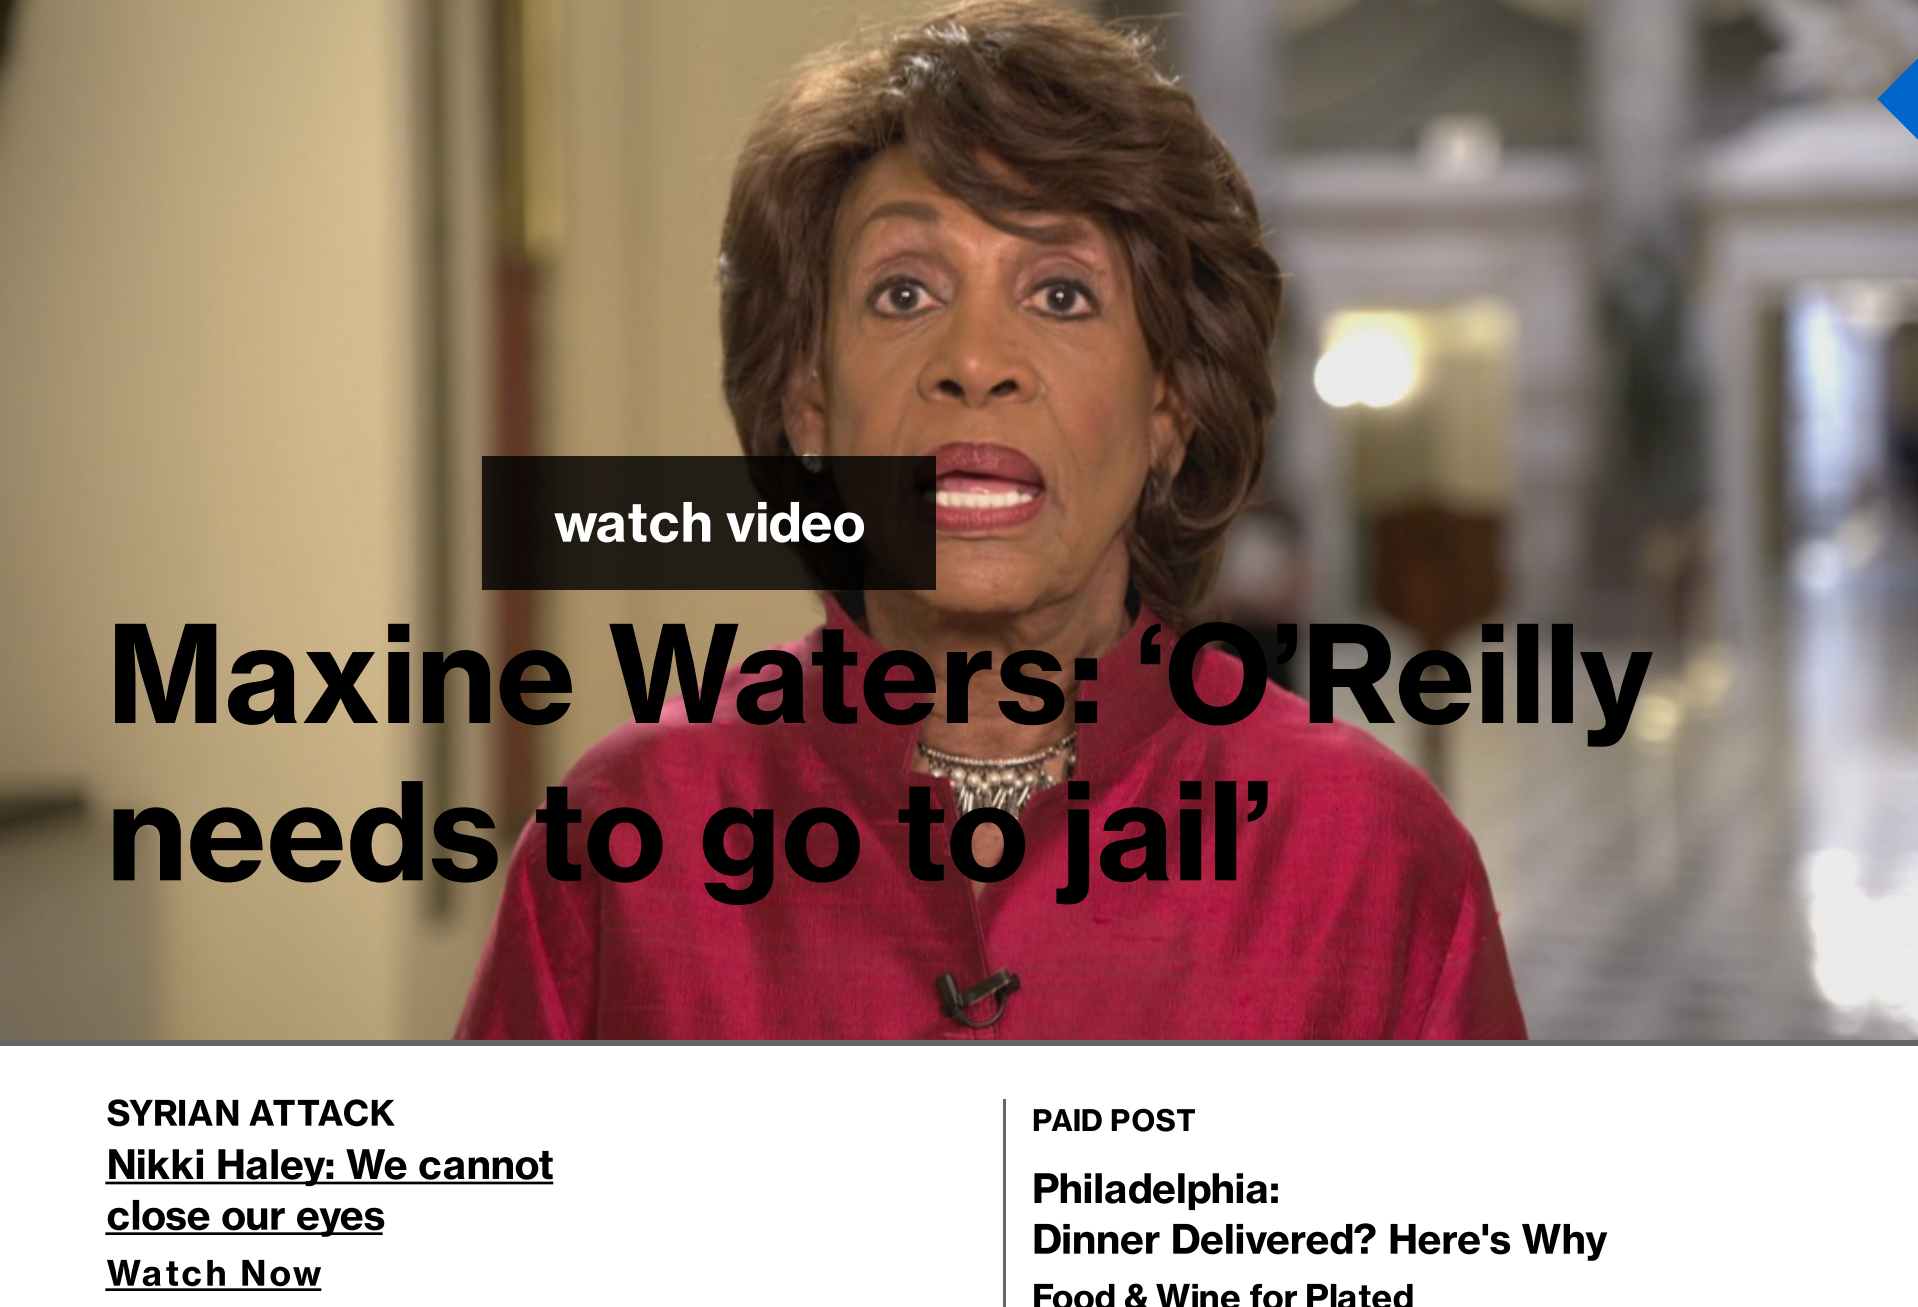 watch video
Maxine Waters: ‘O’Reilly
needs to go to jail’
SYRIAN ATTACK
Nikki Haley: We cannot
close our eyes
Watch Now
PAID POST
Philadelphia:
Dinner Delivered? Here's Why
Food & Wine for Plated